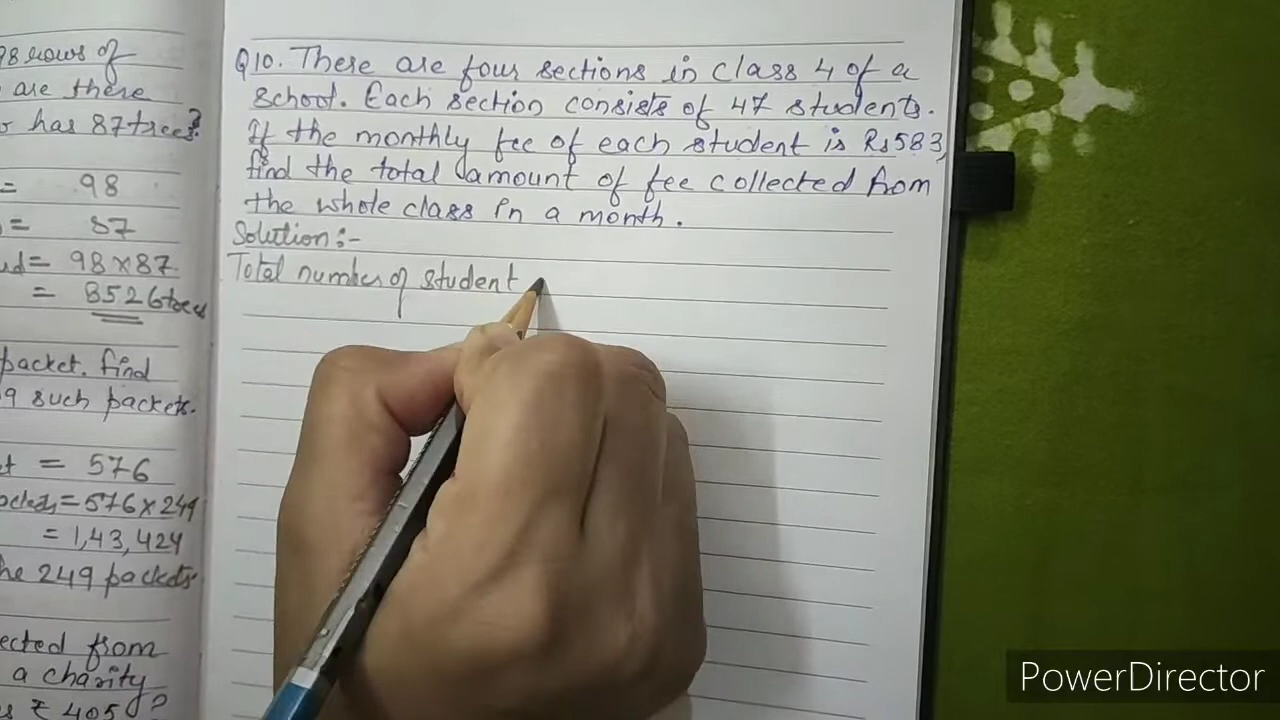 98 rows of
are there
has 87 trees?
= 98
= 87
= 98×87
= 8526 trees
packet. find
9 such packets.
= 576
= 576×249
= 1,43,424
249 packets
ected from
a charity
₹ 405?
Q10. There are four sections in class 4 of a
school. Each section consists of 47 students.
If the monthly fee of each student is Rs 583,
find the total amount of fee collected from
the whole class in a month.
Solution:-
Total number of student
PowerDirector